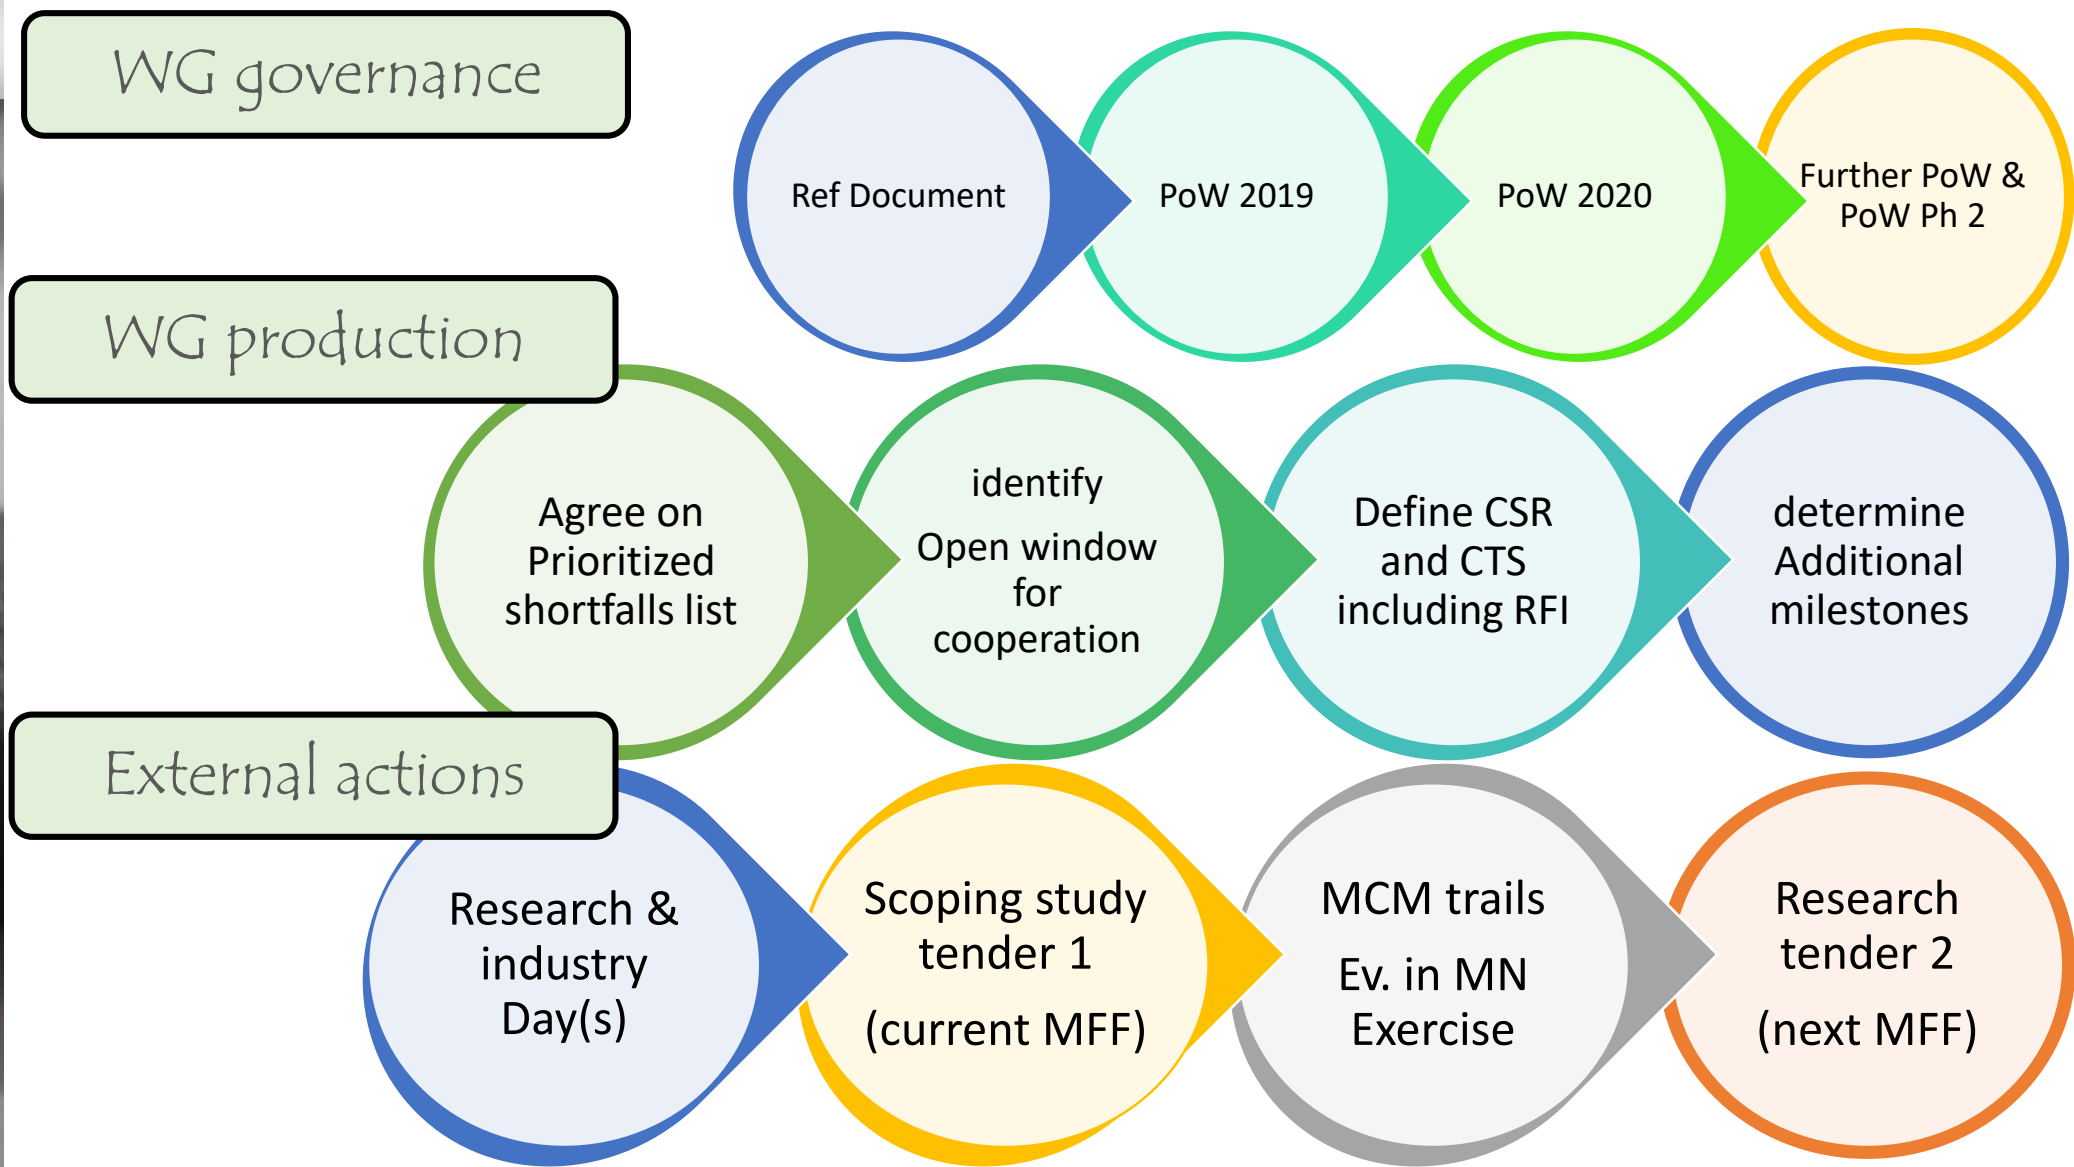 WG governance
Ref Document
PoW 2019
PoW 2020
Further PoW &
PoW Ph 2
WG production
Agree on
Prioritized
shortfalls list
identify
Open window
for
cooperation
Define CSR
and CTS
including RFI
determine
Additional
milestones
External actions
Research &
industry
Day(s)
Scoping study
tender 1
(current MFF)
MCM trails
Ev. in MN
Exercise
Research
tender 2
(next MFF)